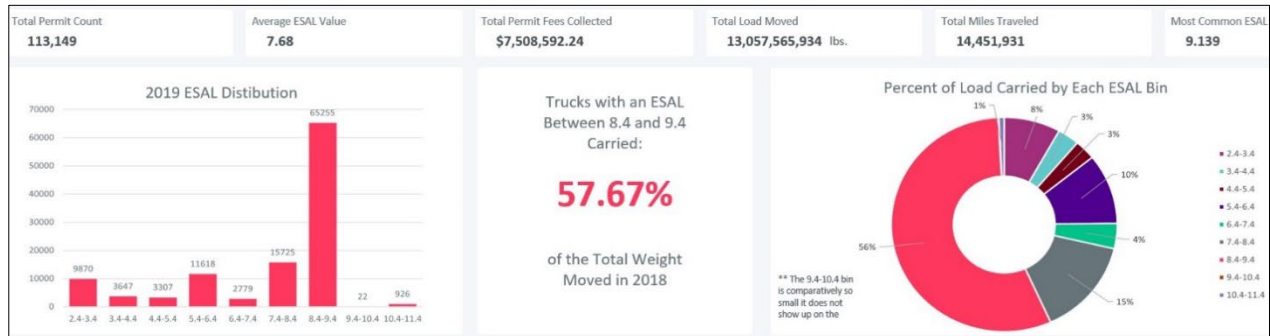 Total Permit Count
113,149
Average ESAL Value
7.68
Total Permit Fees Collected
$7,508,592.24
Total Load Moved
13,057,565,934 lbs.
Total Miles Traveled
14,451,931
Most Common ESAL
9.139
2019 ESAL Distibution
70000
60000
50000
40000
30000
20000
10000
0
9870
3647
3307
11618
2779
15725
65255
22
926
2.4-3.4 3.4-4.4 4.4-5.4 5.4-6.4 6.4-7.4 7.4-8.4 8.4-9.4 9.4-10.4 10.4-11.4
Trucks with an ESAL
Between 8.4 and 9.4
Carried:
57.67%
of the Total Weight
Moved in 2018
Percent of Load Carried by Each ESAL Bin
1%
8%
3%
3%
10%
4%
15%
56%
** The 9.4-10.4 bin
is comparatively so
small it does not
show up on the
2.4-3.4
3.4-4.4
4.4-5.4
5.4-6.4
6.4-7.4
7.4-8.4
8.4-9.4
9.4-10.4
10.4-11.4